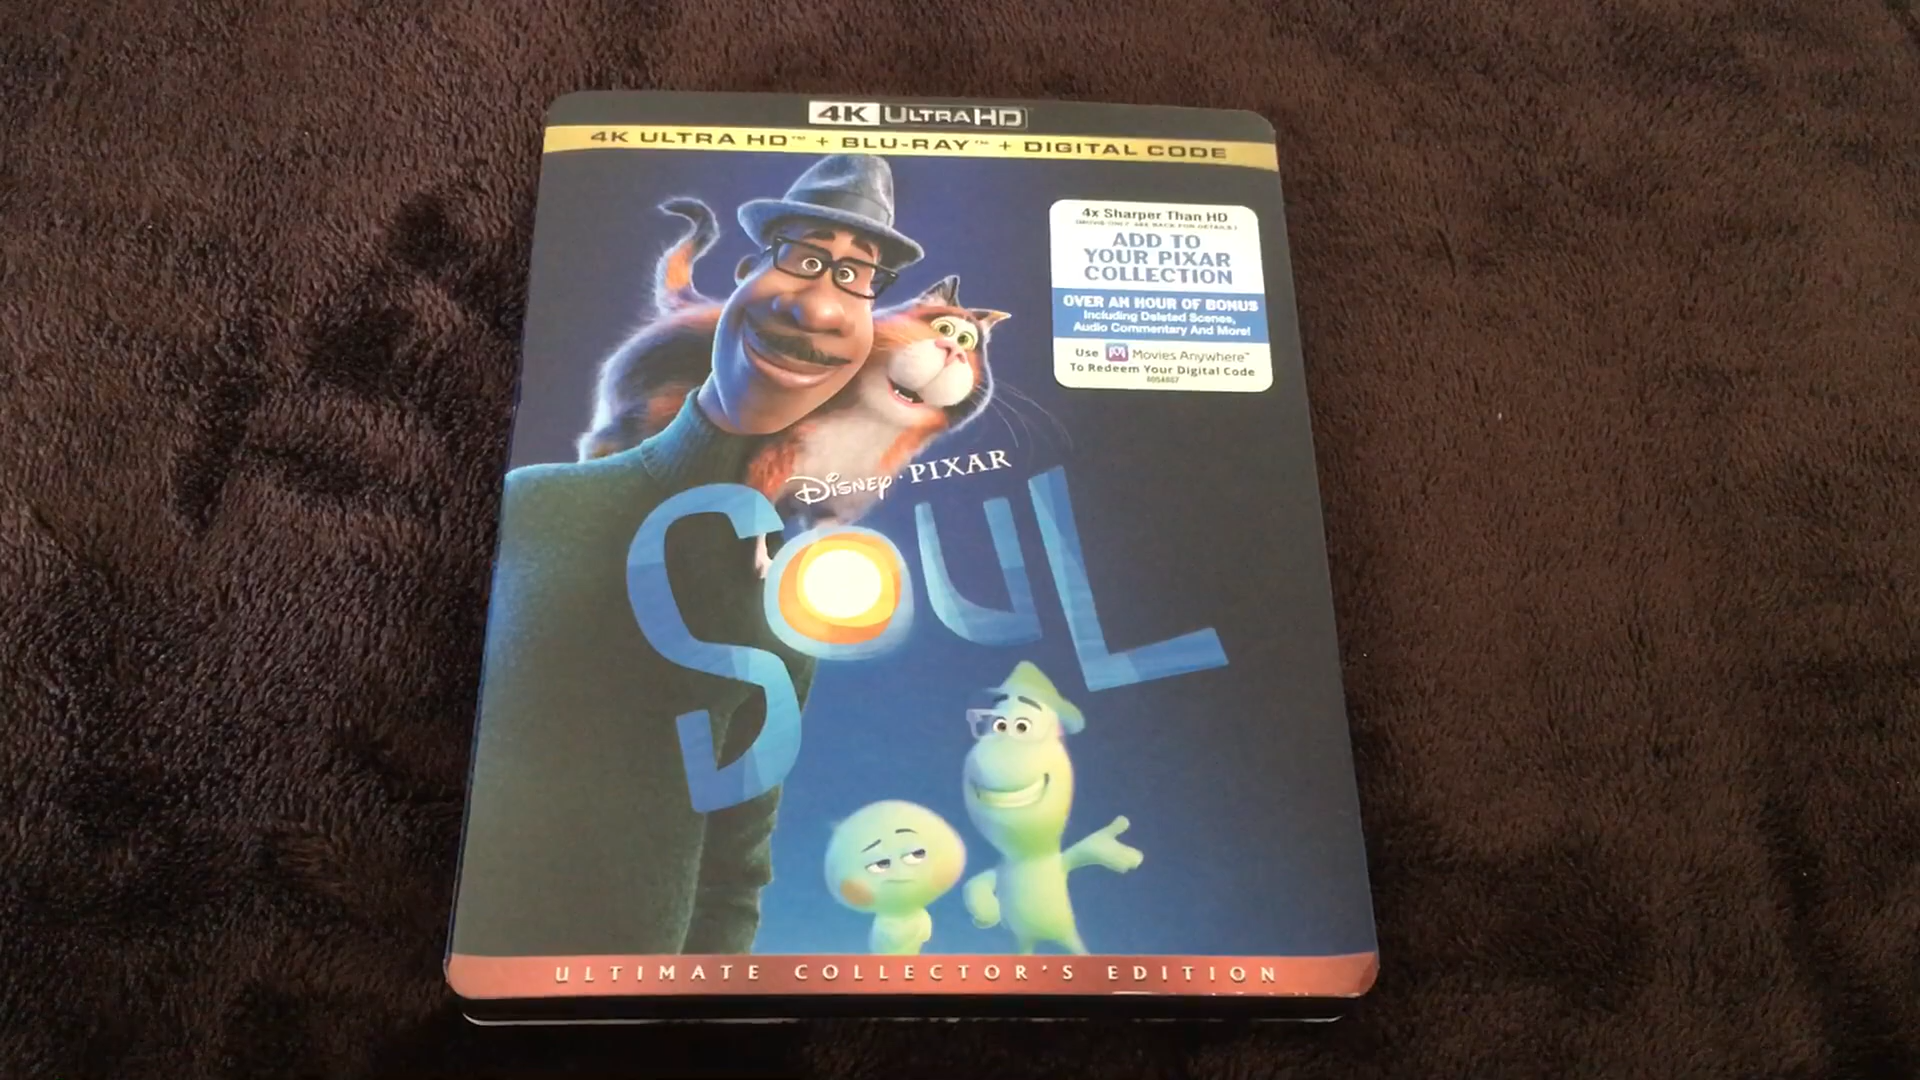 4K ULTRA HD
4K ULTRA HD™ + BLU-RAY™ + DIGITAL CODE
4x Sharper Than HD
ADD TO
YOUR PIXAR
COLLECTION
OVER AN HOUR OF BONUS
Including Deleted Scenes,
Audio Commentary And More!
Use Movies Anywhere™
To Redeem Your Digital Code
DISNEY · PIXAR
SOUL
ULTIMATE COLLECTOR'S EDITION